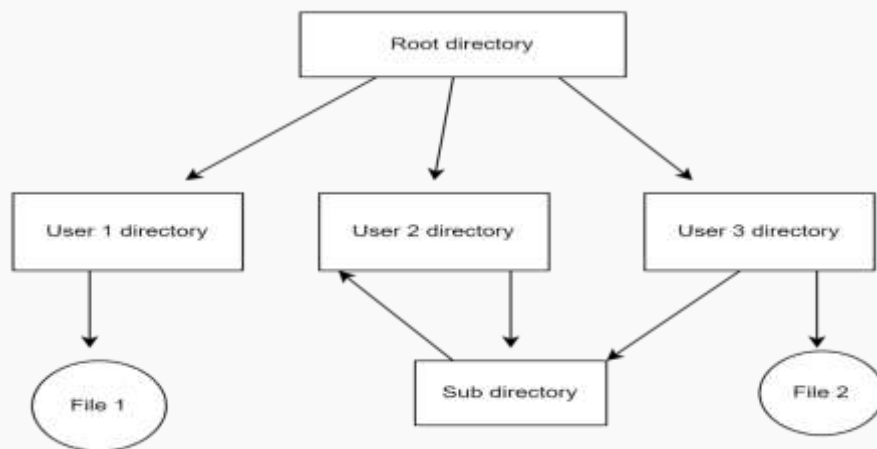 Root directory
User 1 directory
User 2 directory
User 3 directory
File 1
Sub directory
File 2